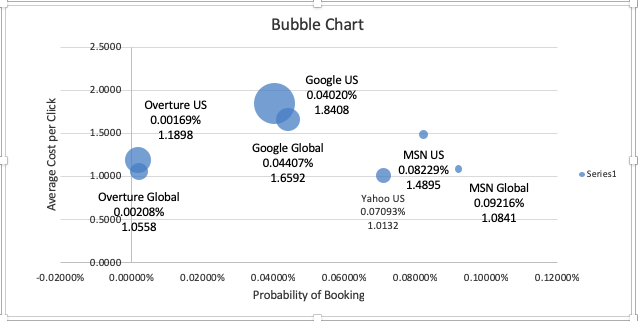 Bubble Chart
2.5000
2.0000
1.5000
1.0000
0.5000
0.0000
Average Cost per Click
Overture US
0.00169%
1.1898
Google US
0.04020%
1.8408
Google Global
0.04407%
1.6592
MSN US
0.08229%
1.4895
Overture Global
0.00208%
1.0558
Yahoo US
0.07093%
1.0132
MSN Global
0.09216%
1.0841
Series1
-0.02000% 0.00000% 0.02000% 0.04000% 0.06000% 0.08000% 0.10000% 0.12000%
Probability of Booking